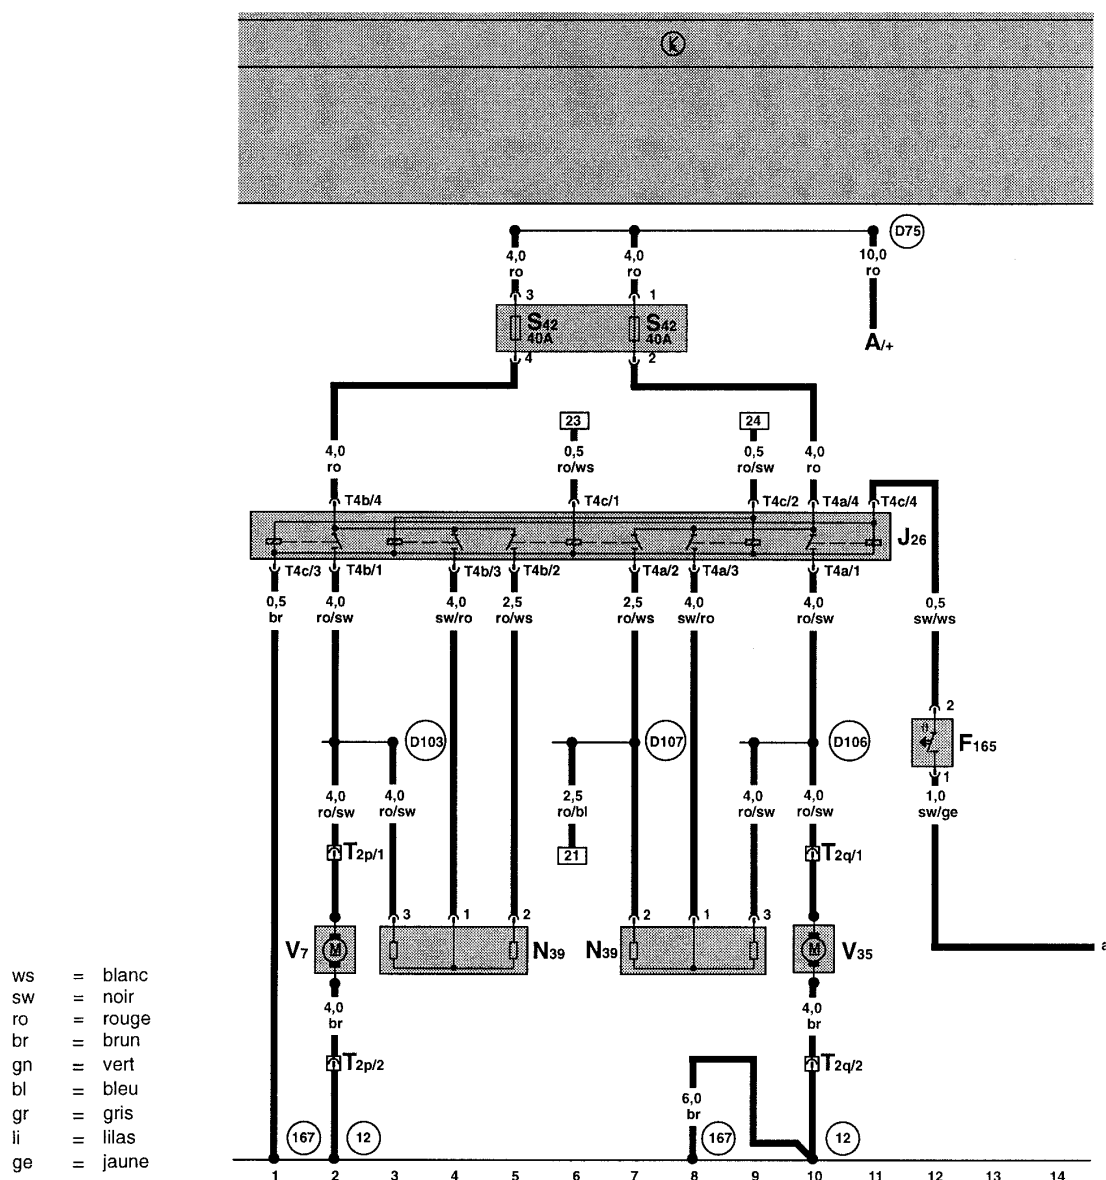 K
D75
4,0 4,0 10,0
ro ro ro
3 1
S42 S42
40A 40A
A/+
4 2
23 24
4,0 0,5 0,5 4,0
ro ro/ws ro/sw ro
T4b/4 T4c/1 T4c/2 T4a/4 T4c/4
J26
T4c/3 T4b/1 T4b/3 T4b/2 T4a/2 T4a/3 T4a/1
0,5 4,0 4,0 2,5 2,5 4,0 4,0 0,5
br ro/sw sw/ro ro/ws ro/ws sw/ro ro/sw sw/ws
2
D103 D107 D106 F165
1
4,0 4,0 2,5 4,0 4,0 1,0
ro/sw ro/sw ro/bl ro/sw ro/sw sw/ge
T2p/1 21 T2q/1
3 1 2 2 1 3
V7 M N39 N39 M V35
a
ws = blanc
sw = noir
ro = rouge
br = brun
gn = vert
bl = bleu
gr = gris
li = lilas
ge = jaune
4,0 4,0
br br
T2p/2 T2q/2
6,0
br
167 12 167 12
1 2 3 4 5 6 7 8 9 10 11 12 13 14